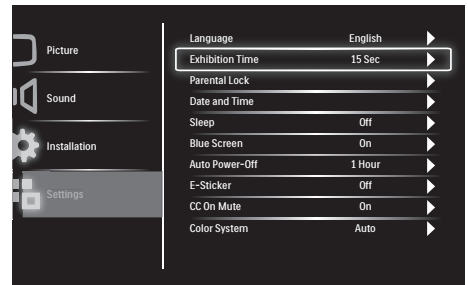 Picture
Sound
Installation
Settings
Language English
Exhibition Time 15 Sec
Parental Lock
Date and Time
Sleep Off
Blue Screen On
Auto Power-Off 1 Hour
E-Sticker Off
CC On Mute On
Color System Auto